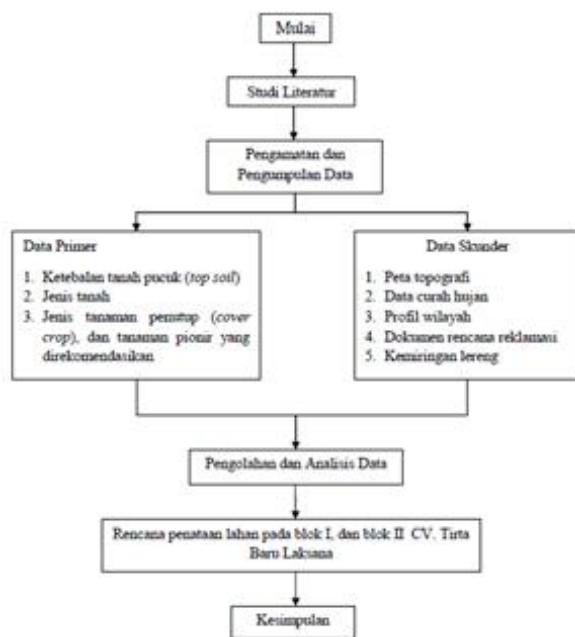 Mulai
Studi Literatur
Pengamatan dan
Pengumpulan Data
Data Primer
1. Ketebalan tanah pucuk (top soil)
2. Jenis tanah
3. Jenis tanaman penutup (cover
crop), dan tanaman pionir yang
direkomendasikan
Data Skunder
1. Peta topografi
2. Data curah hujan
3. Profil wilayah
4. Dokumen rencana reklamasi
5. Kemiringan lereng
Pengolahan dan Analisis Data
Rencana penataan lahan pada blok I, dan blok II CV. Tirta
Baru Laksana
Kesimpulan